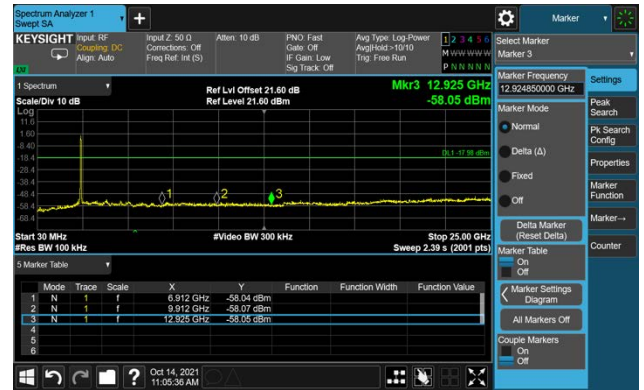 Spectrum Analyzer 1
Swept SA
+
Marker
KEYSIGHT
Input: RF
Coupling: DC
Align: Auto
Input Z: 50 Ω
Corrections: Off
Freq Ref: Int (S)
Atten: 10 dB
PNO: Fast
Gate: Off
IF Gain: Low
Sig Track: Off
Avg Type: Log-Power
Avg|Hold:>10/10
Trig: Free Run
1 2 3 4 5 6
M W W W W W
P N N N N N
LXI
Select Marker
Marker 3
1 Spectrum
Scale/Div 10 dB
Ref Lvl Offset 21.60 dB
Ref Level 21.60 dBm
Mkr3 12.925 GHz
-58.05 dBm
Log
11.6
1.60
-8.40
-18.4
-28.4
-38.4
-48.4
-58.4
-68.4
DL1 -17.98 dBm
1
2
3
Start 30 MHz
#Res BW 100 kHz
#Video BW 300 kHz
Stop 25.00 GHz
Sweep 2.39 s (2001 pts)
5 Marker Table
Mode Trace Scale X Y Function Function Width Function Value
1 N 1 f 6.912 GHz -58.04 dBm
2 N 1 f 9.912 GHz -58.07 dBm
3 N 1 f 12.925 GHz -58.05 dBm
4
5
6
Marker Frequency
12.924850000 GHz
Marker Mode
Normal
Delta (Δ)
Fixed
Off
Delta Marker
(Reset Delta)
Marker Table
On
Off
Marker Settings
Diagram
All Markers Off
Couple Markers
On
Off
Settings
Peak
Search
Pk Search
Config
Properties
Marker
Function
Marker→
Counter
?
Oct 14, 2021
11:05:36 AM